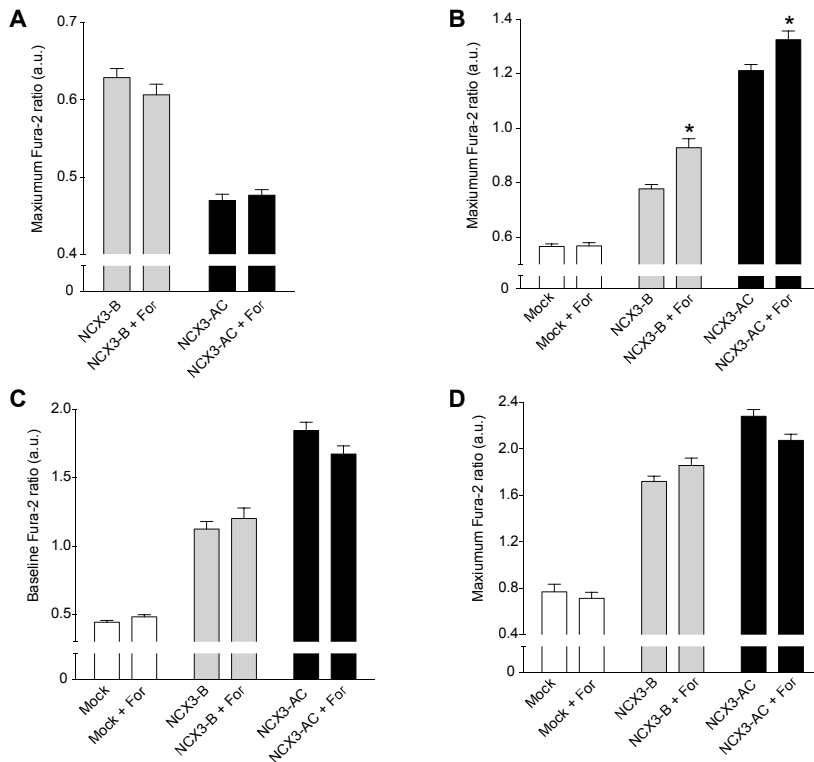 A
Maxiumum Fura-2 ratio (a.u.)
0.7
0.6
0.5
0.4
0
NCX3-B
NCX3-B + For
NCX3-AC
NCX3-AC + For
B
Maxiumum Fura-2 ratio (a.u.)
1.4
1.2
1.0
0.8
0.6
0
*
*
Mock
Mock + For
NCX3-B
NCX3-B + For
NCX3-AC
NCX3-AC + For
C
Baseline Fura-2 ratio (a.u.)
2.0
1.5
1.0
0.5
0
Mock
Mock + For
NCX3-B
NCX3-B + For
NCX3-AC
NCX3-AC + For
D
Maxiumum Fura-2 ratio (a.u.)
2.4
2.0
1.6
1.2
0.8
0.4
0
Mock
Mock + For
NCX3-B
NCX3-B + For
NCX3-AC
NCX3-AC + For